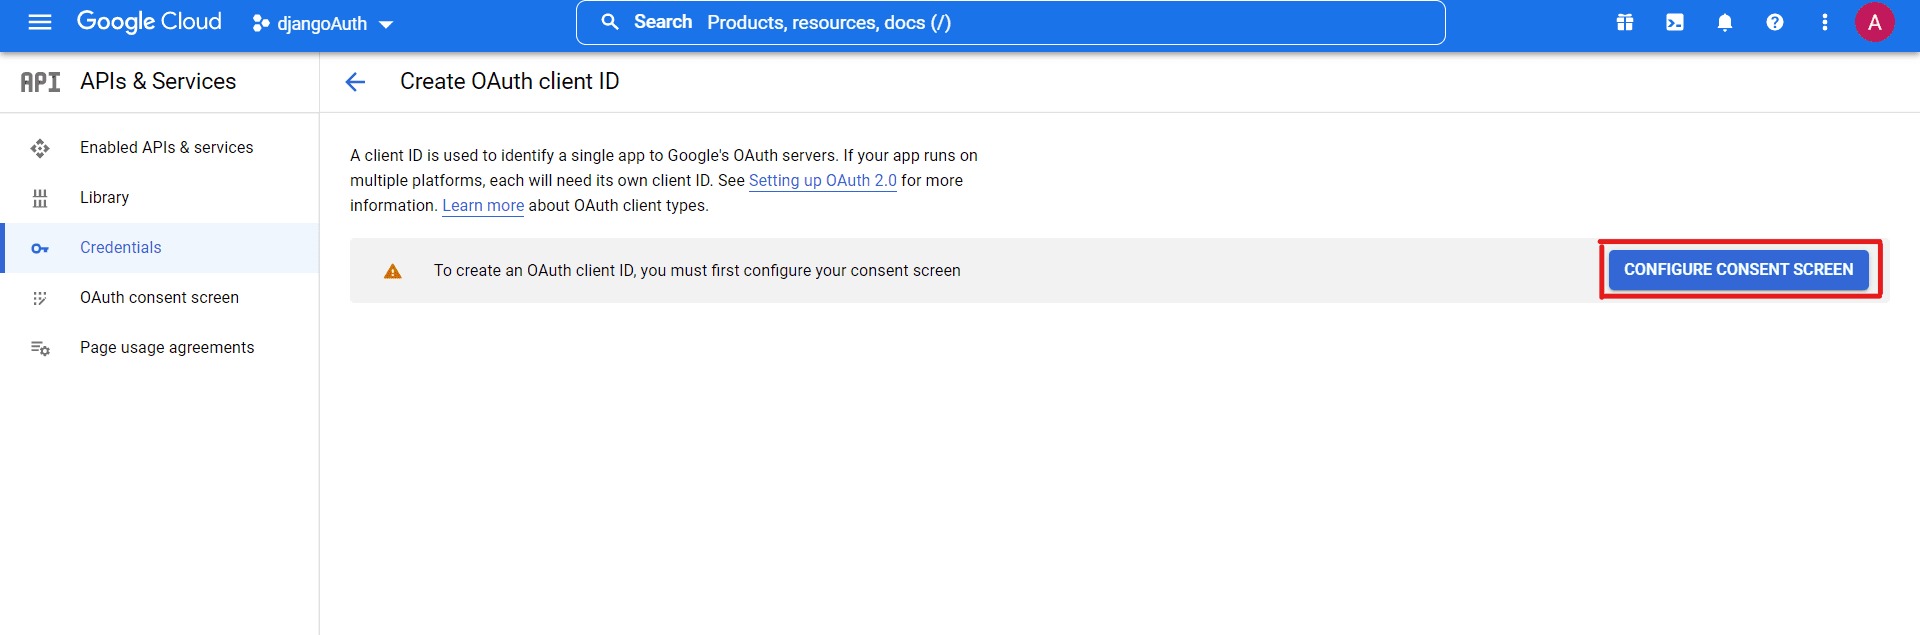 Google Cloud
djangoAuth
Search Products, resources, docs (/)
A
API APIs & Services
Create OAuth client ID
Enabled APIs & services
Library
Credentials
OAuth consent screen
Page usage agreements
A client ID is used to identify a single app to Google's OAuth servers. If your app runs on
multiple platforms, each will need its own client ID. See Setting up OAuth 2.0 for more
information. Learn more about OAuth client types.
To create an OAuth client ID, you must first configure your consent screen
CONFIGURE CONSENT SCREEN